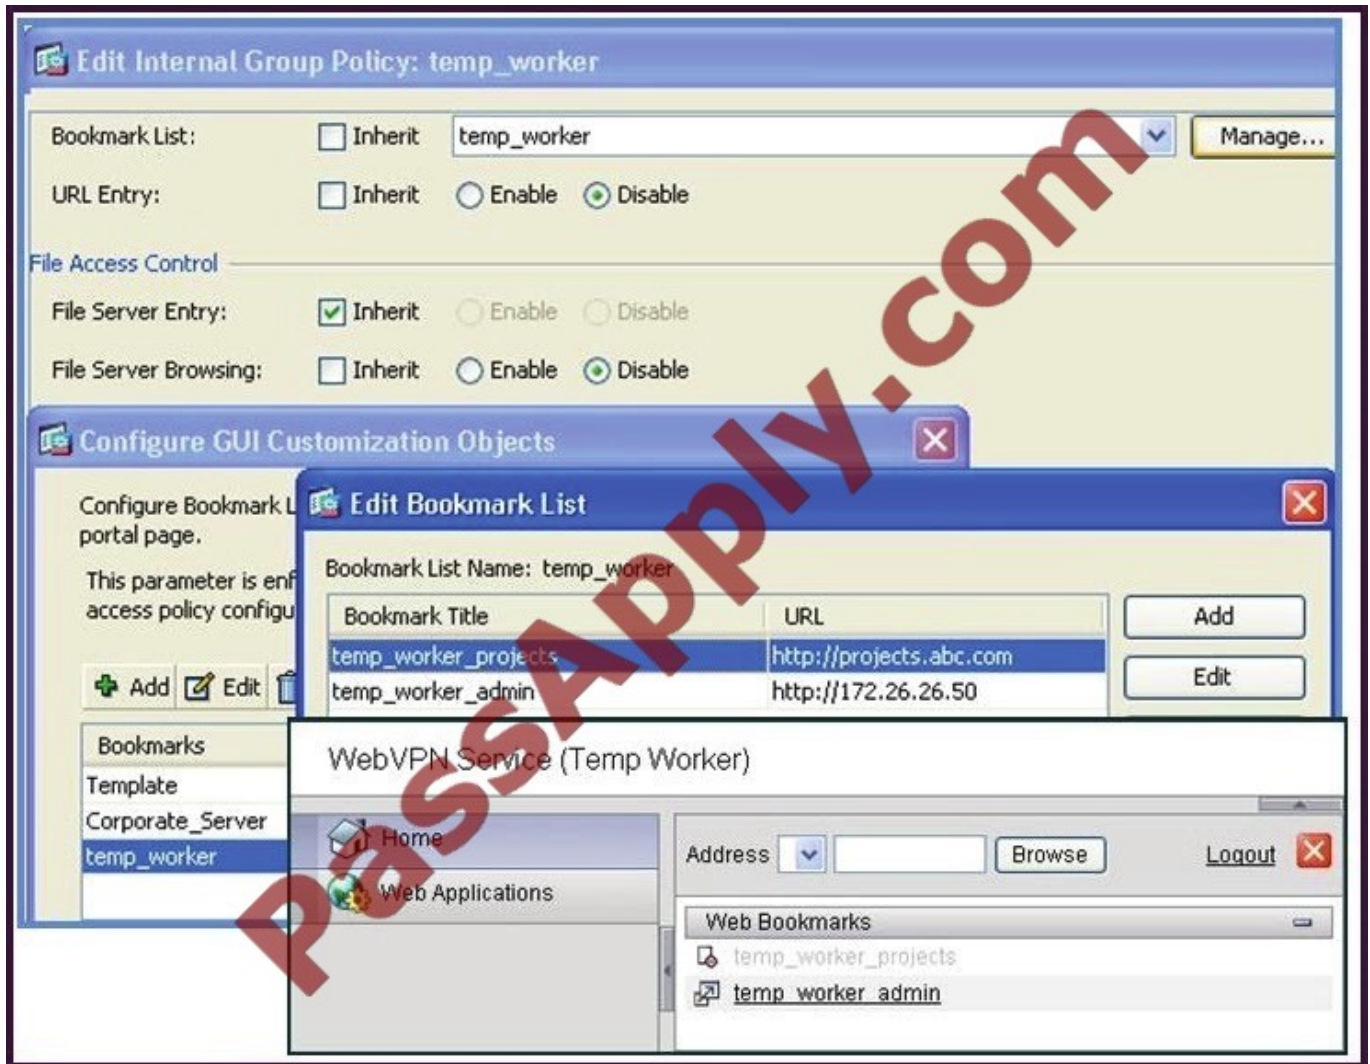 Edit Internal Group Policy: temp_worker
Bookmark List: Inherit temp_worker Manage...
URL Entry: Inherit Enable Disable
File Access Control
File Server Entry: Inherit Enable Disable
File Server Browsing: Inherit Enable Disable
Configure GUI Customization Objects
Configure Bookmark L
portal page.
This parameter is enf
access policy configu
Add Edit
Bookmarks
Template
Corporate_Server
temp_worker
Edit Bookmark List
Bookmark List Name: temp_worker
Bookmark Title URL
temp_worker_projects http://projects.abc.com
temp_worker_admin http://172.26.26.50
Add
Edit
WebVPN Service (Temp Worker)
Home
Web Applications
Address Browse Logout
Web Bookmarks
temp_worker_projects
temp_worker_admin
PassApply.com